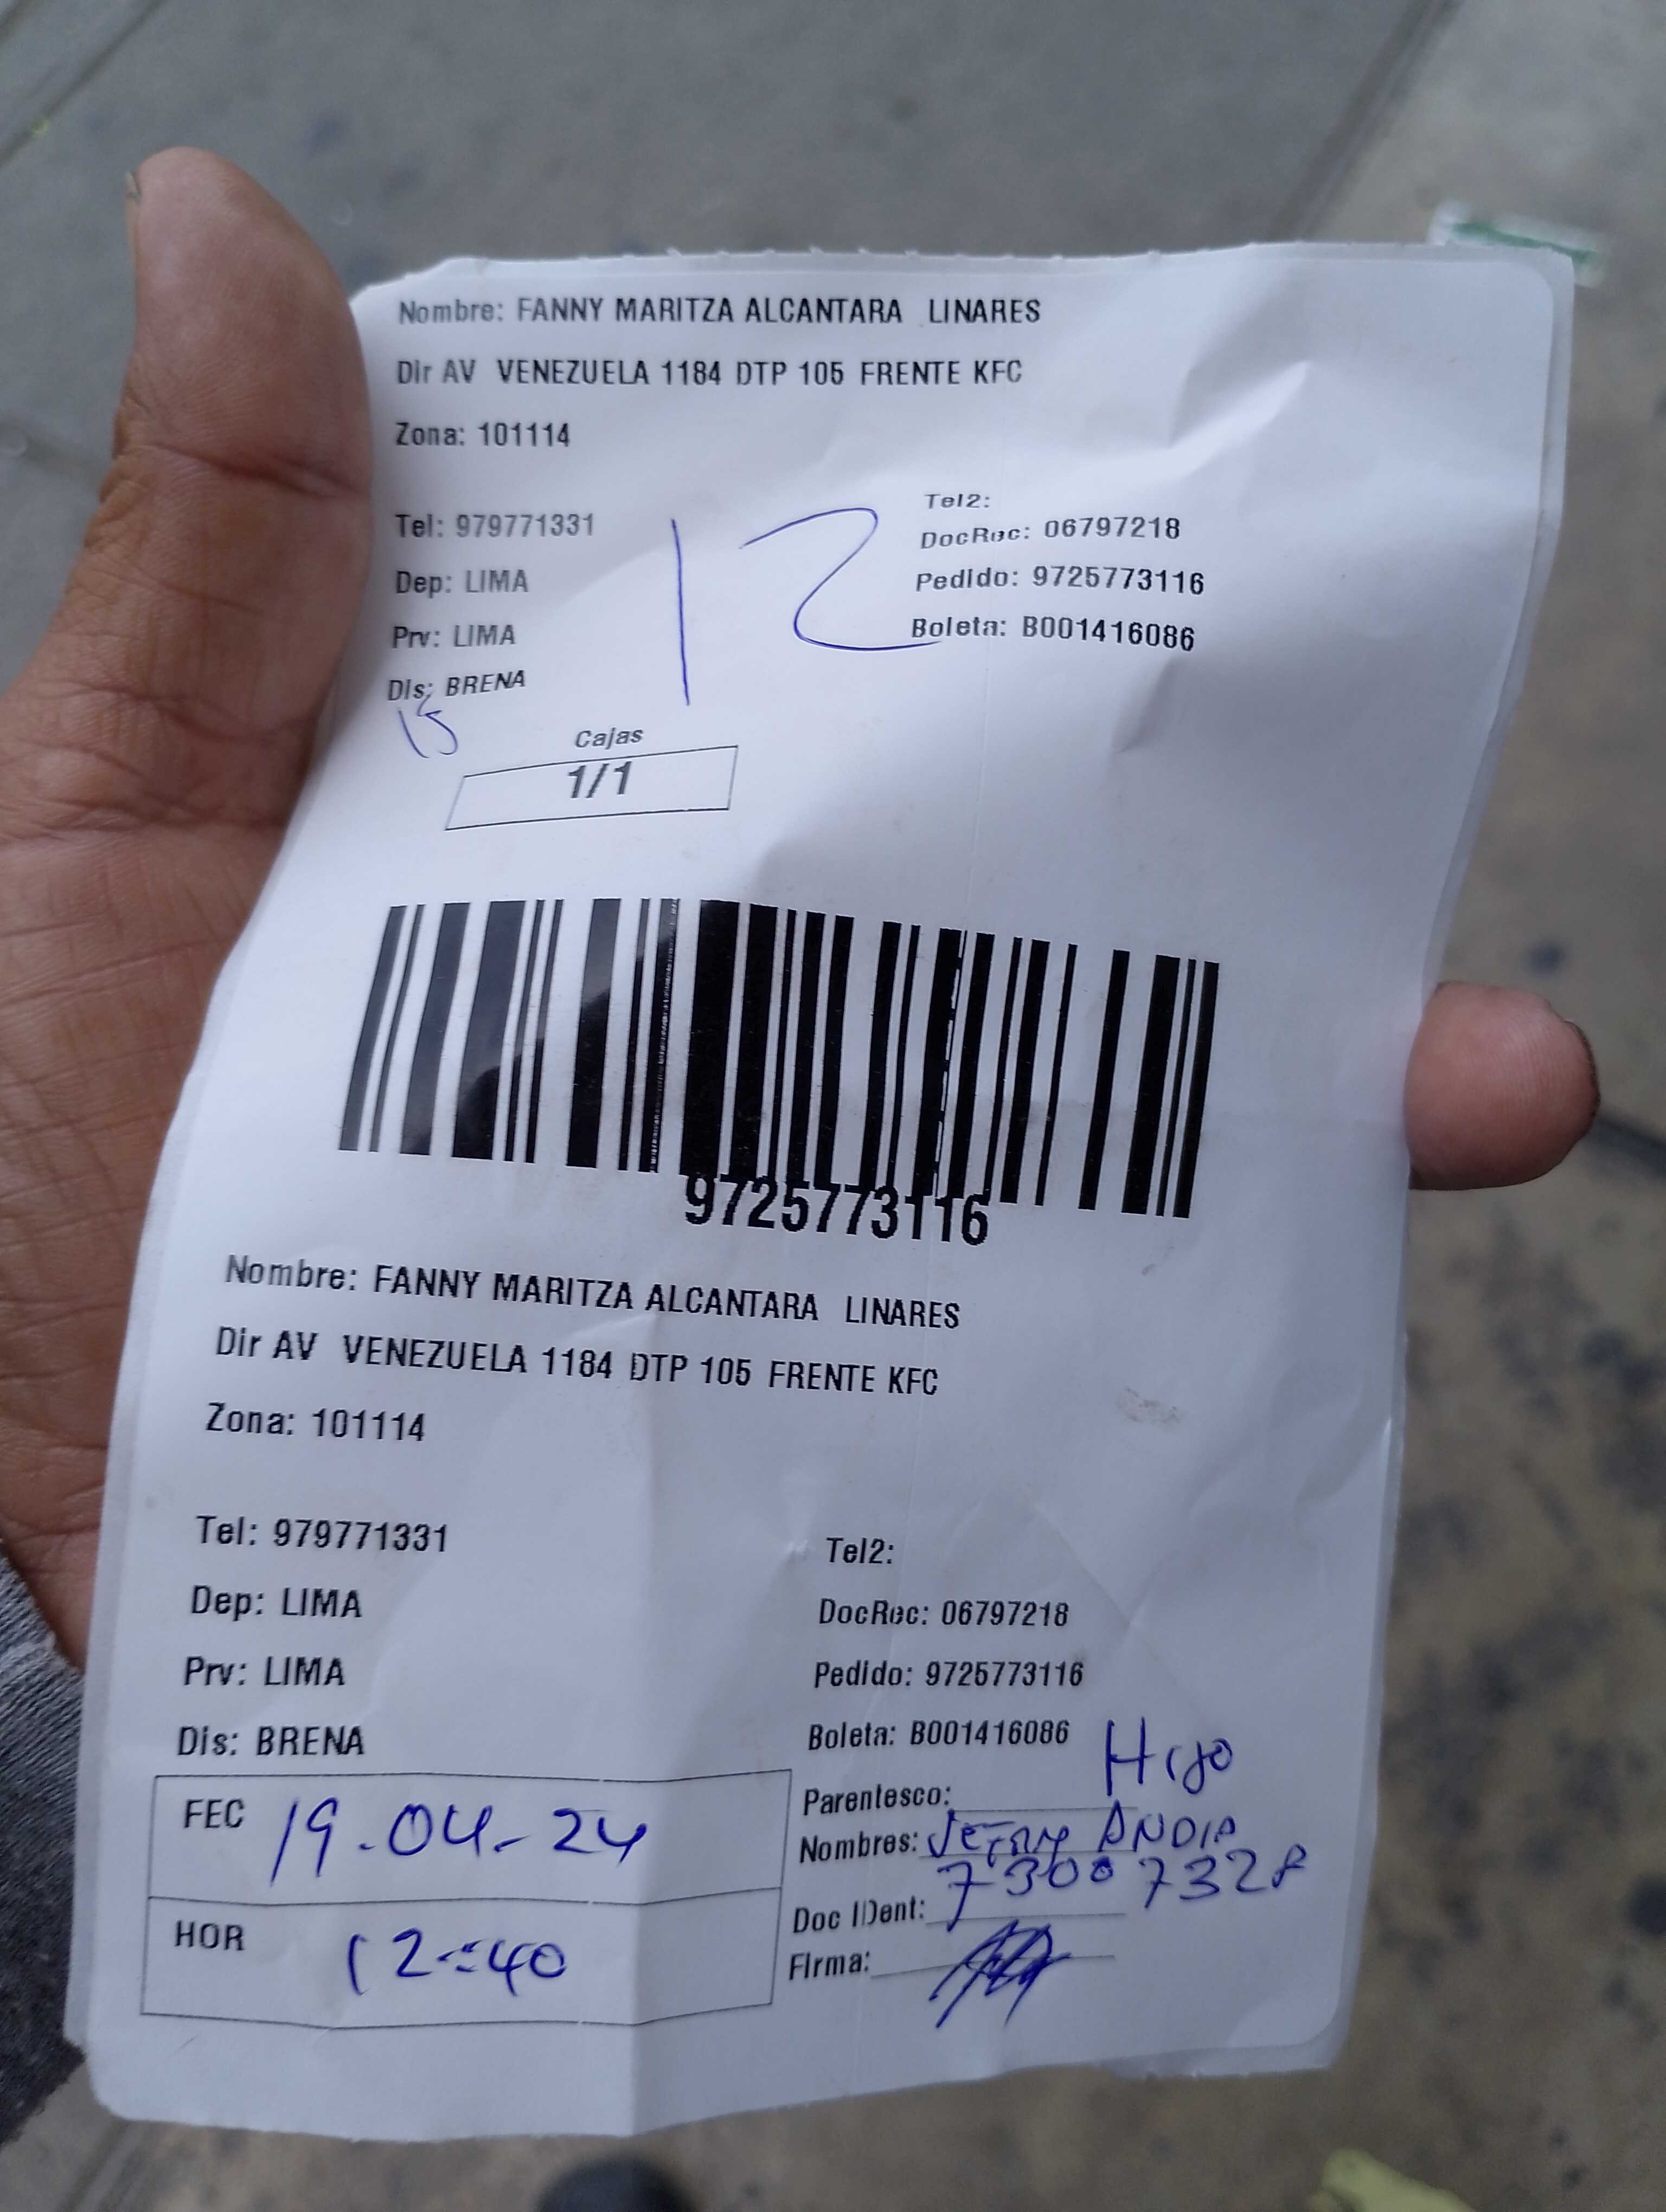 Nombre: FANNY MARITZA ALCANTARA LINARES
Dir AV VENEZUELA 1184 DTP 105 FRENTE KFC
Zona: 101114
Tel: 979771331
Tel2:
DocRec: 06797218
Dep: LIMA
Pedido: 9725773116
Prv: LIMA
Boleta: B001416086
Dis: BRENA
12
15
Cajas
1/1
9725773116
Nombre: FANNY MARITZA ALCANTARA LINARES
Dir AV VENEZUELA 1184 DTP 105 FRENTE KFC
Zona: 101114
Tel: 979771331
Tel2:
Dep: LIMA
DocRec: 06797218
Prv: LIMA
Pedido: 9725773116
Dis: BRENA
Boleta: B001416086
FEC 19-04-24
HOR 12:40
Parentesco: Hijo
Nombres: ANDIA
Doc IDent: 73007328
Firma: